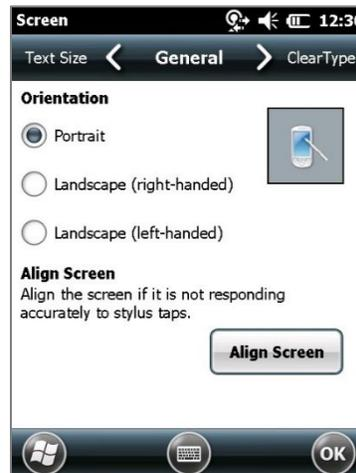 Screen 12:30
Text Size General ClearType
Orientation
Portrait
Landscape (right-handed)
Landscape (left-handed)
Align Screen
Align the screen if it is not responding
accurately to stylus taps.
Align Screen
OK